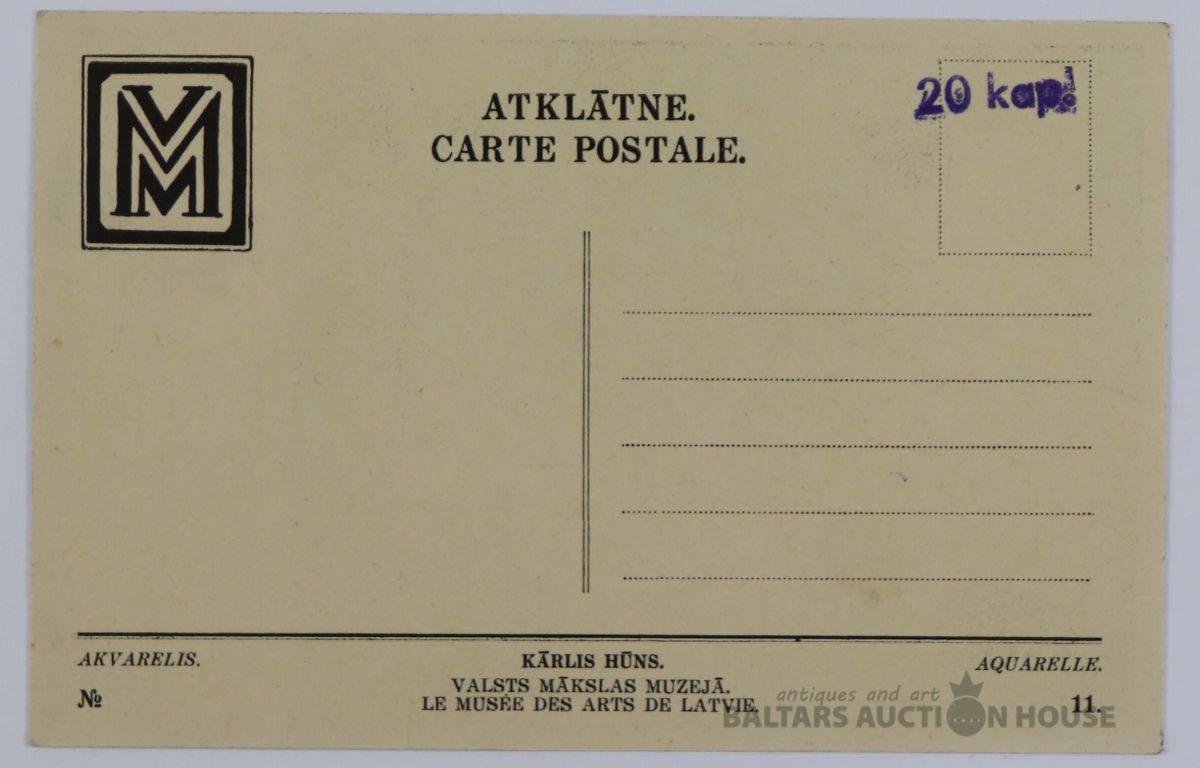 VMM
ATKLĀTNE.
CARTE POSTALE.
20 kap!
AKVARELIS.
KĀRLIS HŪNS.
AQUARELLE.
VALSTS MĀKSLAS MUZEJĀ.
LE MUSÉE DES ARTS DE LATVIE.
№
11.
antiques and art
BALTARS AUCTION HOUSE